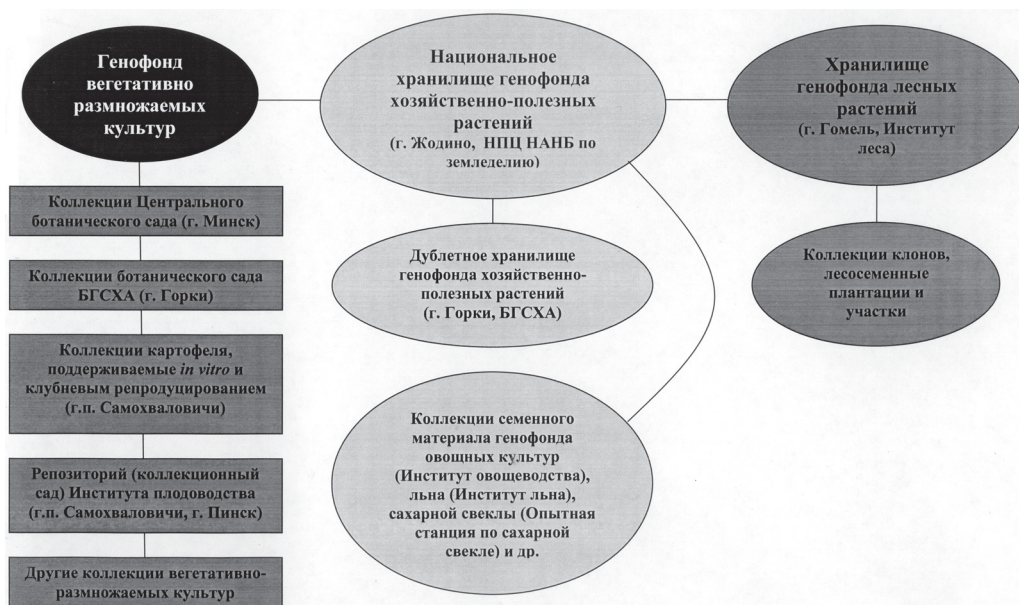 Генофонд
вегетативно
размножаемых
культур
Коллекции Центрального
ботанического сада (г. Минск)
Коллекции ботанического сада
БГСХА (г. Горки)
Коллекции картофеля,
поддерживаемые in vitro и
клубневым репродуцированием
(г.п. Самохваловичи)
Репозиторий (коллекционный
сад) Института плодоводства
(г.п. Самохваловичи, г. Пинск)
Другие коллекции вегетативно-
размножаемых культур
Национальное
хранилище генофонда
хозяйственно-полезных
растений
(г. Жодино, НПЦ НАНБ по
земледелию)
Дублетное хранилище
генофонда хозяйственно-
полезных растений
(г. Горки, БГСХА)
Коллекции семенного
материала генофонда
овощных культур
(Институт овощеводства),
льна (Институт льна),
сахарной свеклы (Опытная
станция по сахарной
свекле) и др.
Хранилище
генофонда лесных
растений
(г. Гомель, Институт
леса)
Коллекции клонов,
лесосеменные
плантации и
участки